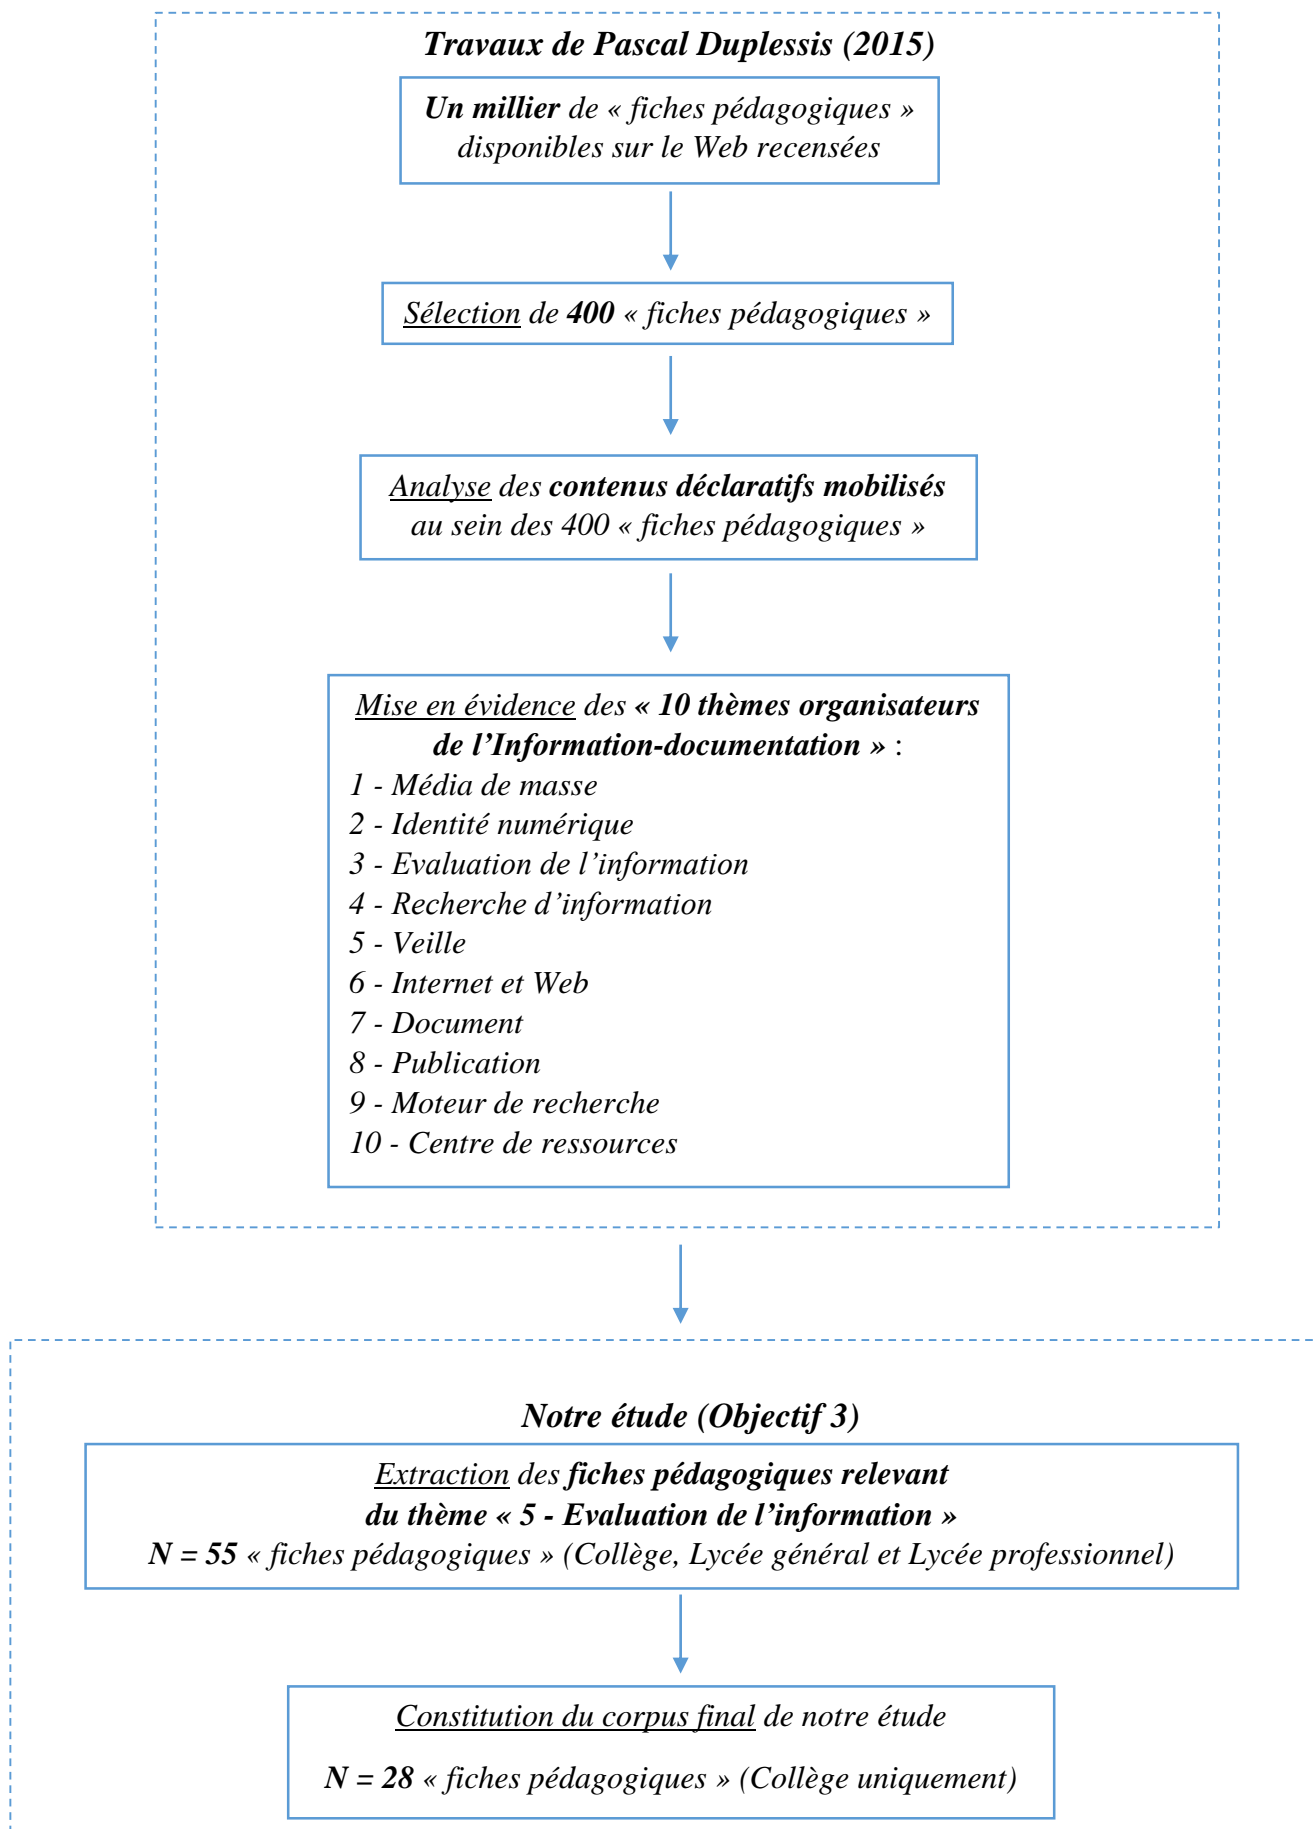 Travaux de Pascal Duplessis (2015)
Un millier de « fiches pédagogiques »
disponibles sur le Web recensées
Sélection de 400 « fiches pédagogiques »
Analyse des contenus déclaratifs mobilisés
au sein des 400 « fiches pédagogiques »
Mise en évidence des « 10 thèmes organisateurs
de l’Information-documentation » :
1 - Média de masse
2 - Identité numérique
3 - Evaluation de l’information
4 - Recherche d’information
5 - Veille
6 - Internet et Web
7 - Document
8 - Publication
9 - Moteur de recherche
10 - Centre de ressources
Notre étude (Objectif 3)
Extraction des fiches pédagogiques relevant
du thème « 5 - Evaluation de l’information »
N = 55 « fiches pédagogiques » (Collège, Lycée général et Lycée professionnel)
Constitution du corpus final de notre étude
N = 28 « fiches pédagogiques » (Collège uniquement)